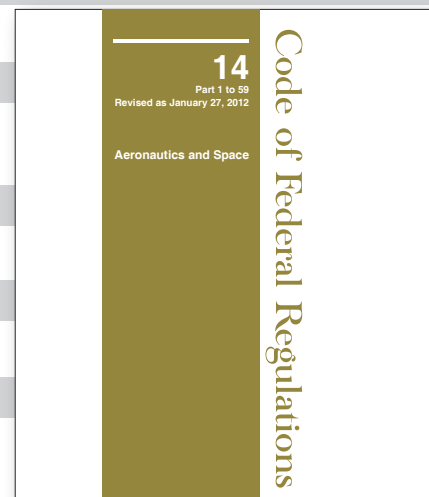 14
Part 1 to 59
Revised as January 27, 2012
Aeronautics and Space
Code of Federal Regulations